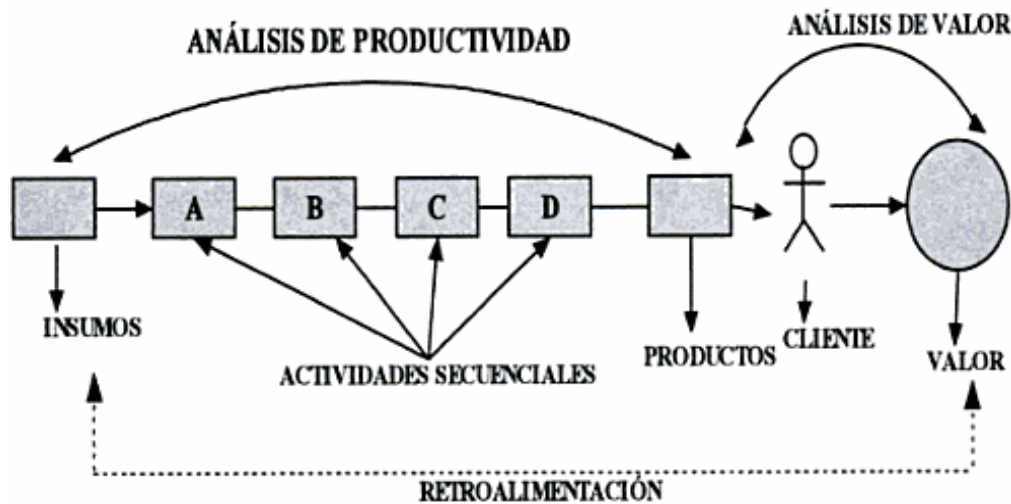 ANÁLISIS DE PRODUCTIVIDAD
ANÁLISIS DE VALOR
A
B
C
D
INSUMOS
ACTIVIDADES SECUENCIALES
PRODUCTOS
CLIENTE
VALOR
RETROALIMENTACIÓN